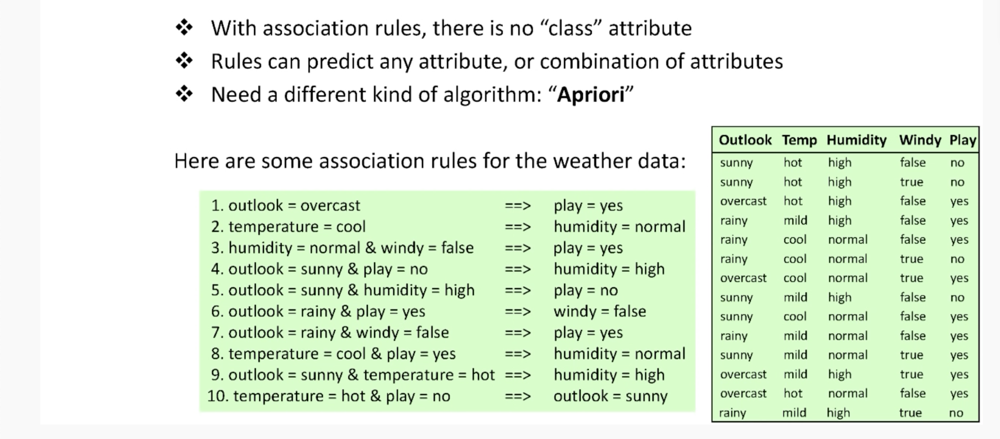 ❖ With association rules, there is no “class” attribute
❖ Rules can predict any attribute, or combination of attributes
❖ Need a different kind of algorithm: “Apriori”
Here are some association rules for the weather data:
1. outlook = overcast ==> play = yes
2. temperature = cool ==> humidity = normal
3. humidity = normal & windy = false ==> play = yes
4. outlook = sunny & play = no ==> humidity = high
5. outlook = sunny & humidity = high ==> play = no
6. outlook = rainy & play = yes ==> windy = false
7. outlook = rainy & windy = false ==> play = yes
8. temperature = cool & play = yes ==> humidity = normal
9. outlook = sunny & temperature = hot ==> humidity = high
10. temperature = hot & play = no ==> outlook = sunny
Outlook Temp Humidity Windy Play
sunny hot high false no
sunny hot high true no
overcast hot high false yes
rainy mild high false yes
rainy cool normal false yes
rainy cool normal true no
overcast cool normal true yes
sunny mild high false no
sunny cool normal false yes
rainy mild normal false yes
sunny mild normal true yes
overcast mild high true yes
overcast hot normal false yes
rainy mild high true no